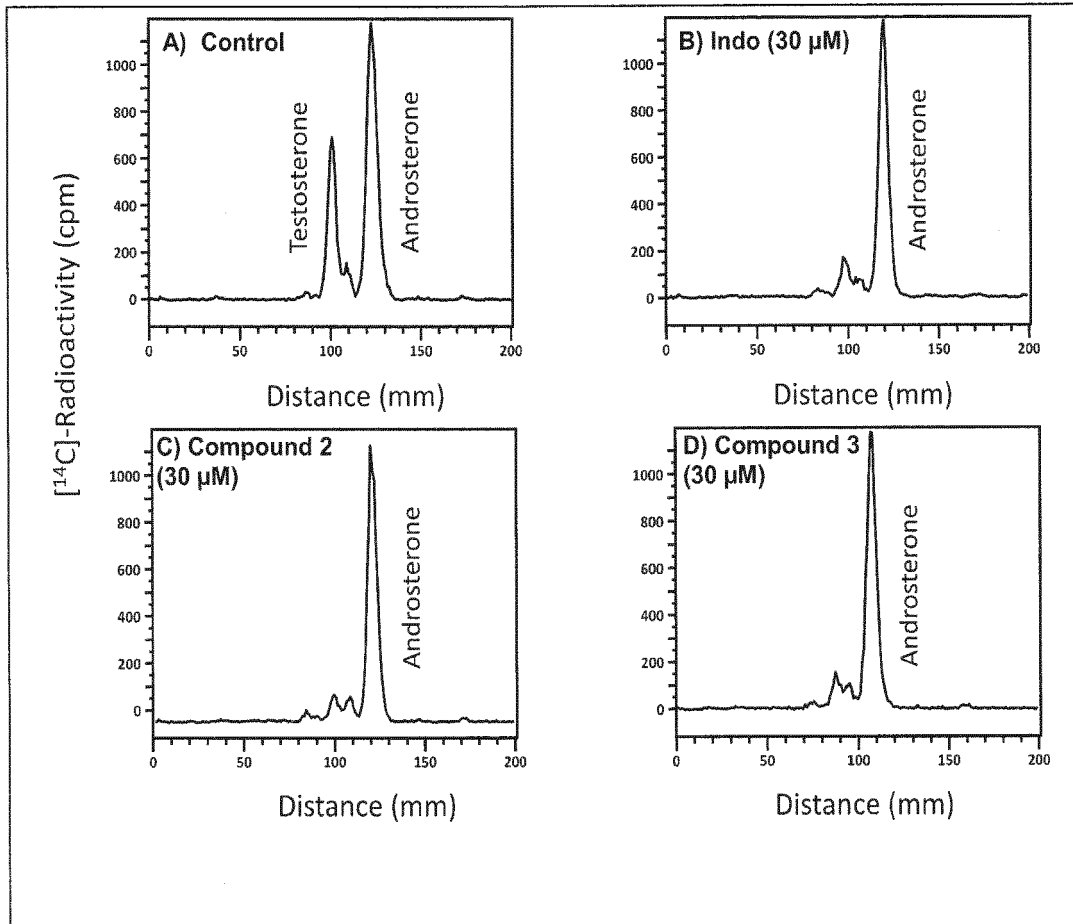 [¹⁴C]-Radioactivity (cpm)
A) Control
1000
800
600
400
200
0
Testosterone
Androsterone
0 50 100 150 200
Distance (mm)
B) Indo (30 µM)
1000
800
600
400
200
0
Androsterone
0 50 100 150 200
Distance (mm)
C) Compound 2
(30 µM)
1000
800
600
400
200
0
Androsterone
0 50 100 150 200
Distance (mm)
D) Compound 3
(30 µM)
1000
800
600
400
200
0
Androsterone
0 50 100 150 200
Distance (mm)